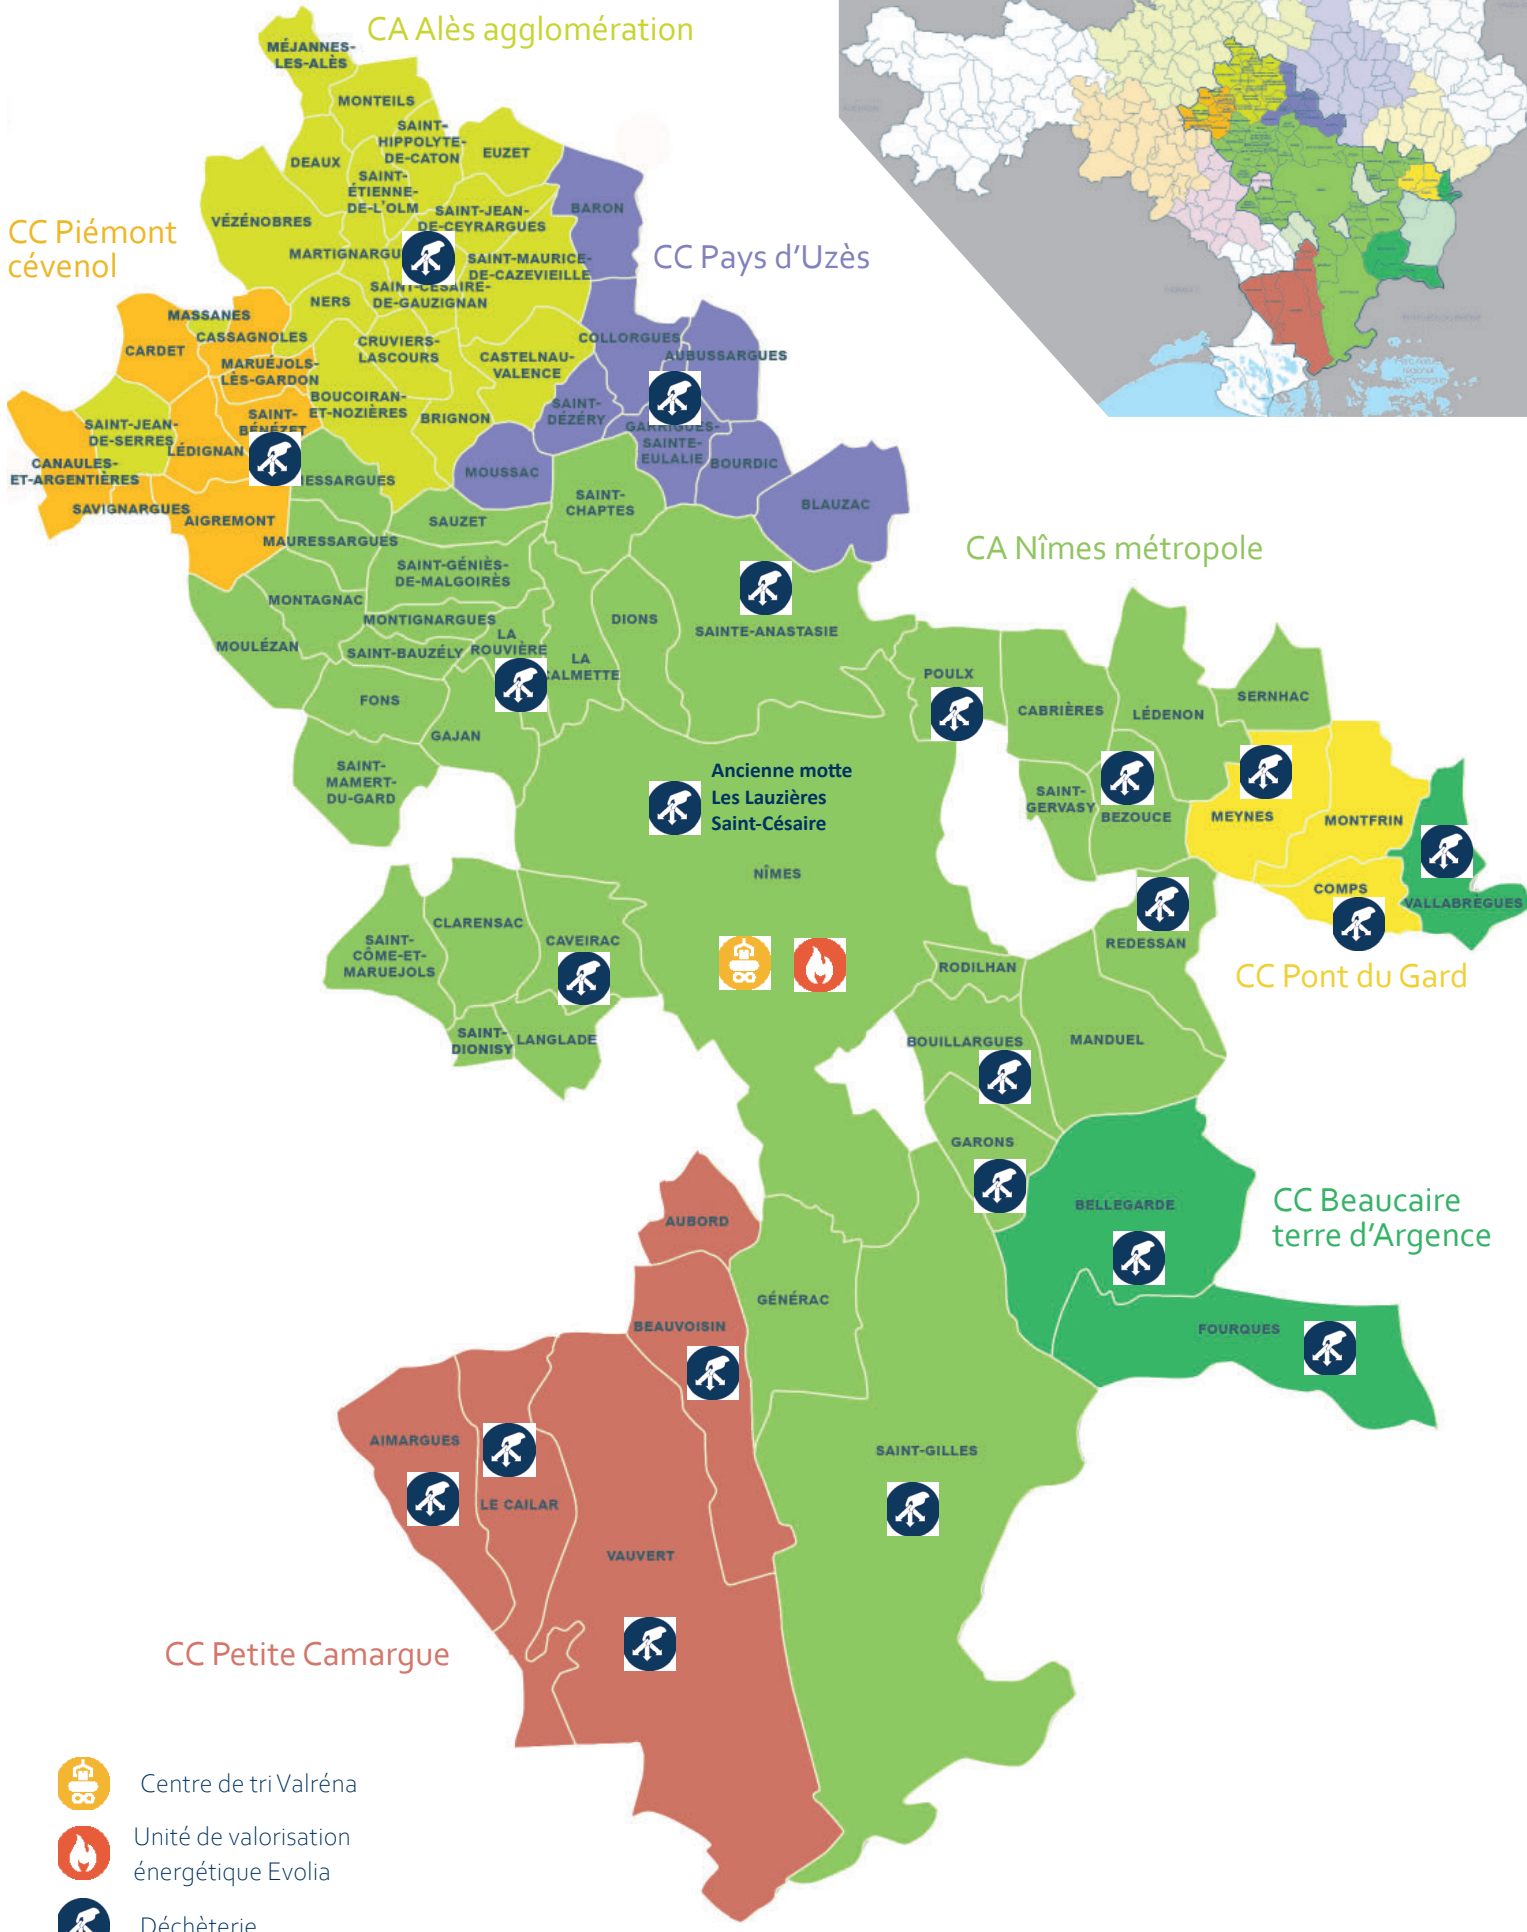 CA Alès agglomération
MÉJANNES-
LES-ALÈS
MONTEILS
SAINT-
HIPPOLYTE-
DE-CATON
EUZET
DEAUX
SAINT-
ÉTIENNE-
DE-L'OLM
SAINT-JEAN-
DE-CEYRARGUES
BARON
VÉZÉNOBRES
CC Piémont
cévenol
CC Pays d'Uzès
MARTIGNARGU
SAINT-MAURICE-
DE-CAZEVIEILLE
SAINT-CÉSAIRE-
DE-GAUZIGNAN
NERS
MASSANES
CASSAGNOLES
CARDET
MARUÉJOLS-
LÈS-GARDON
CRUVIERS-
LASCOURS
CASTELNAU-
VALENCE
COLLORGUES
AUBUSSARGUES
BOUCOIRAN-
ET-NOZIÈRES
BRIGNON
SAINT-
DÉZÉRY
GARRIGUES-
SAINTE-
EULALIE
BOURDIC
SAINT-JEAN-
DE-SERRES
SAINT-
BÉNÉZET
LÉDIGNAN
CANAULES-
ET-ARGENTIÈRES
SAVIGNARGUES
AIGREMONT
ESSARGUES
MOUSSAC
SAINT-
CHAPTES
BLAUZAC
SAUZET
MAURESSARGUES
CA Nîmes métropole
SAINT-GÉNIÈS-
DE-MALGOIRÈS
MONTAGNAC
MONTIGNARGUES
MOULÉZAN
SAINT-BAUZÉLY
LA
ROUVIÈRE
LA
ALMETTE
DIONS
SAINTE-ANASTASIE
FONS
GAJAN
SAINT-
MAMERT-
DU-GARD
POULX
CABRIÈRES
LÉDENON
SERNHAC
Ancienne motte
Les Lauzières
Saint-Césaire
NÎMES
SAINT-
GERVASY
BEZOUCE
MEYNES
MONTFRIN
COMPS
VALLABRÈGUES
CLARENSAC
CAVEIRAC
SAINT-
CÔME-ET-
MARUEJOLS
REDESSAN
RODILHAN
CC Pont du Gard
SAINT-
DIONISY
LANGLADE
BOUILLARGUES
MANDUEL
GARONS
BELLEGARDE
CC Beaucaire
terre d'Argence
AUBORD
GÉNÉRAC
BEAUVOISIN
FOURQUES
AIMARGUES
LE CAILAR
SAINT-GILLES
VAUVERT
CC Petite Camargue
Centre de tri Valréna
Unité de valorisation
énergétique Evolia
Déchèterie